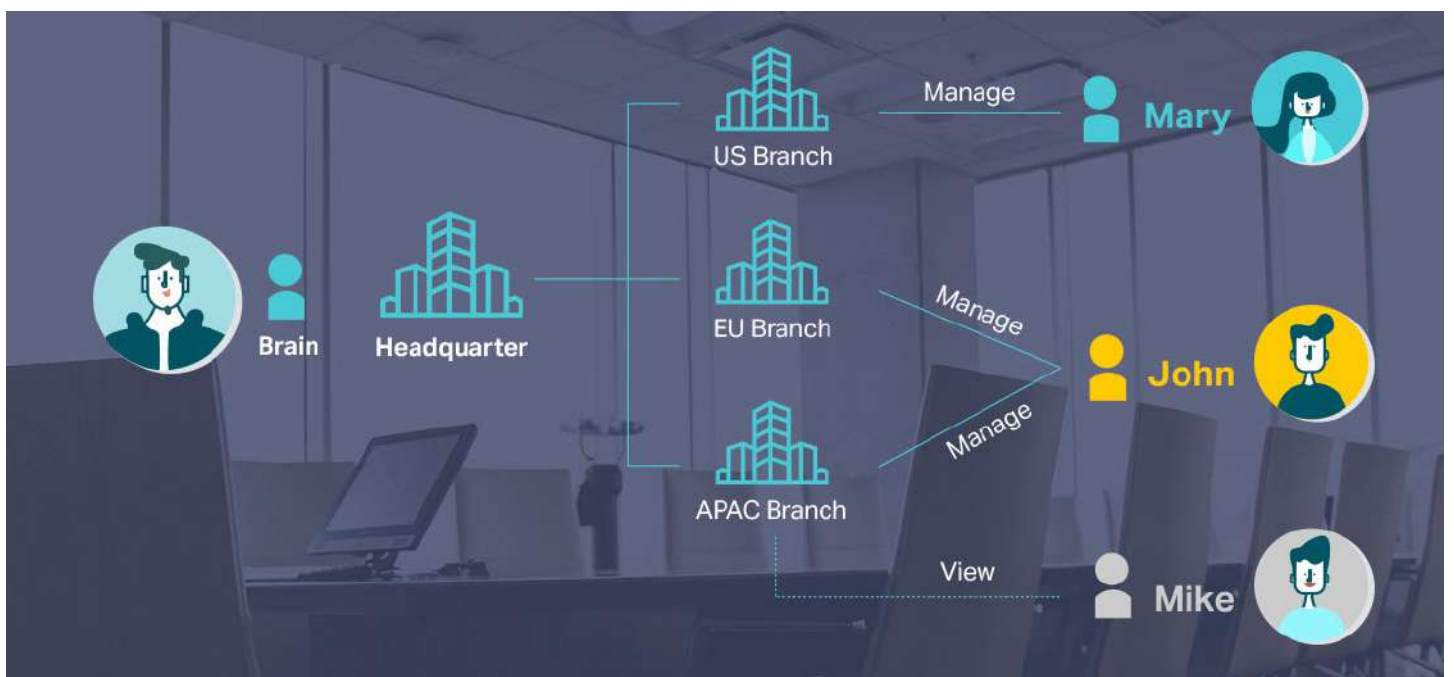 Manage
Mary
US Branch
Brain
Headquarter
EU Branch
Manage
John
Manage
APAC Branch
View
Mike